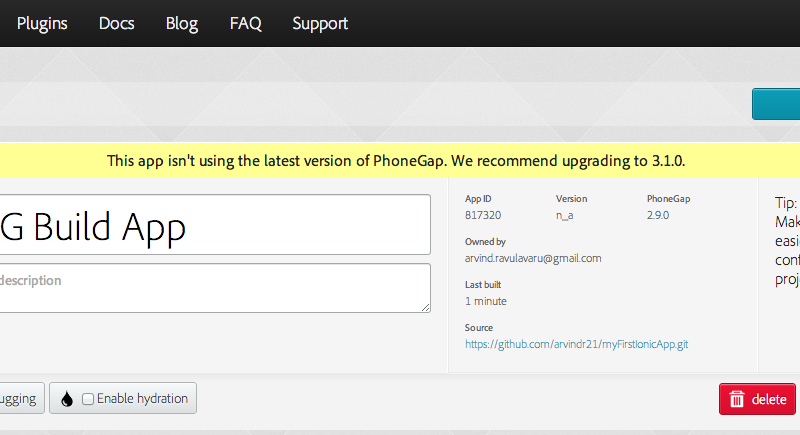 Plugins Docs Blog FAQ Support
This app isn't using the latest version of PhoneGap. We recommend upgrading to 3.1.0.
G Build App
description
App ID Version PhoneGap
817320 n_a 2.9.0
Owned by
arvind.ravulavaru@gmail.com
Last built
1 minute
Source
https://github.com/arvindr21/myFirstIonicApp.git
Tip:
Mak
easi
conf
proj
ugging
Enable hydration
delete